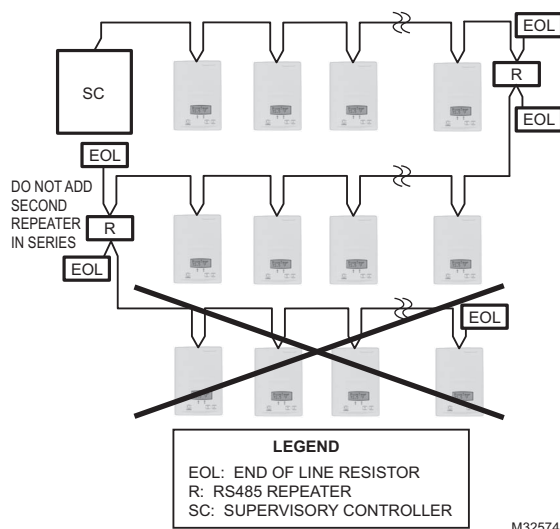 EOL
SC
R
EOL
EOL
DO NOT ADD
SECOND
REPEATER
IN SERIES
R
EOL
EOL
LEGEND
EOL: END OF LINE RESISTOR
R: RS485 REPEATER
SC: SUPERVISORY CONTROLLER
M32574